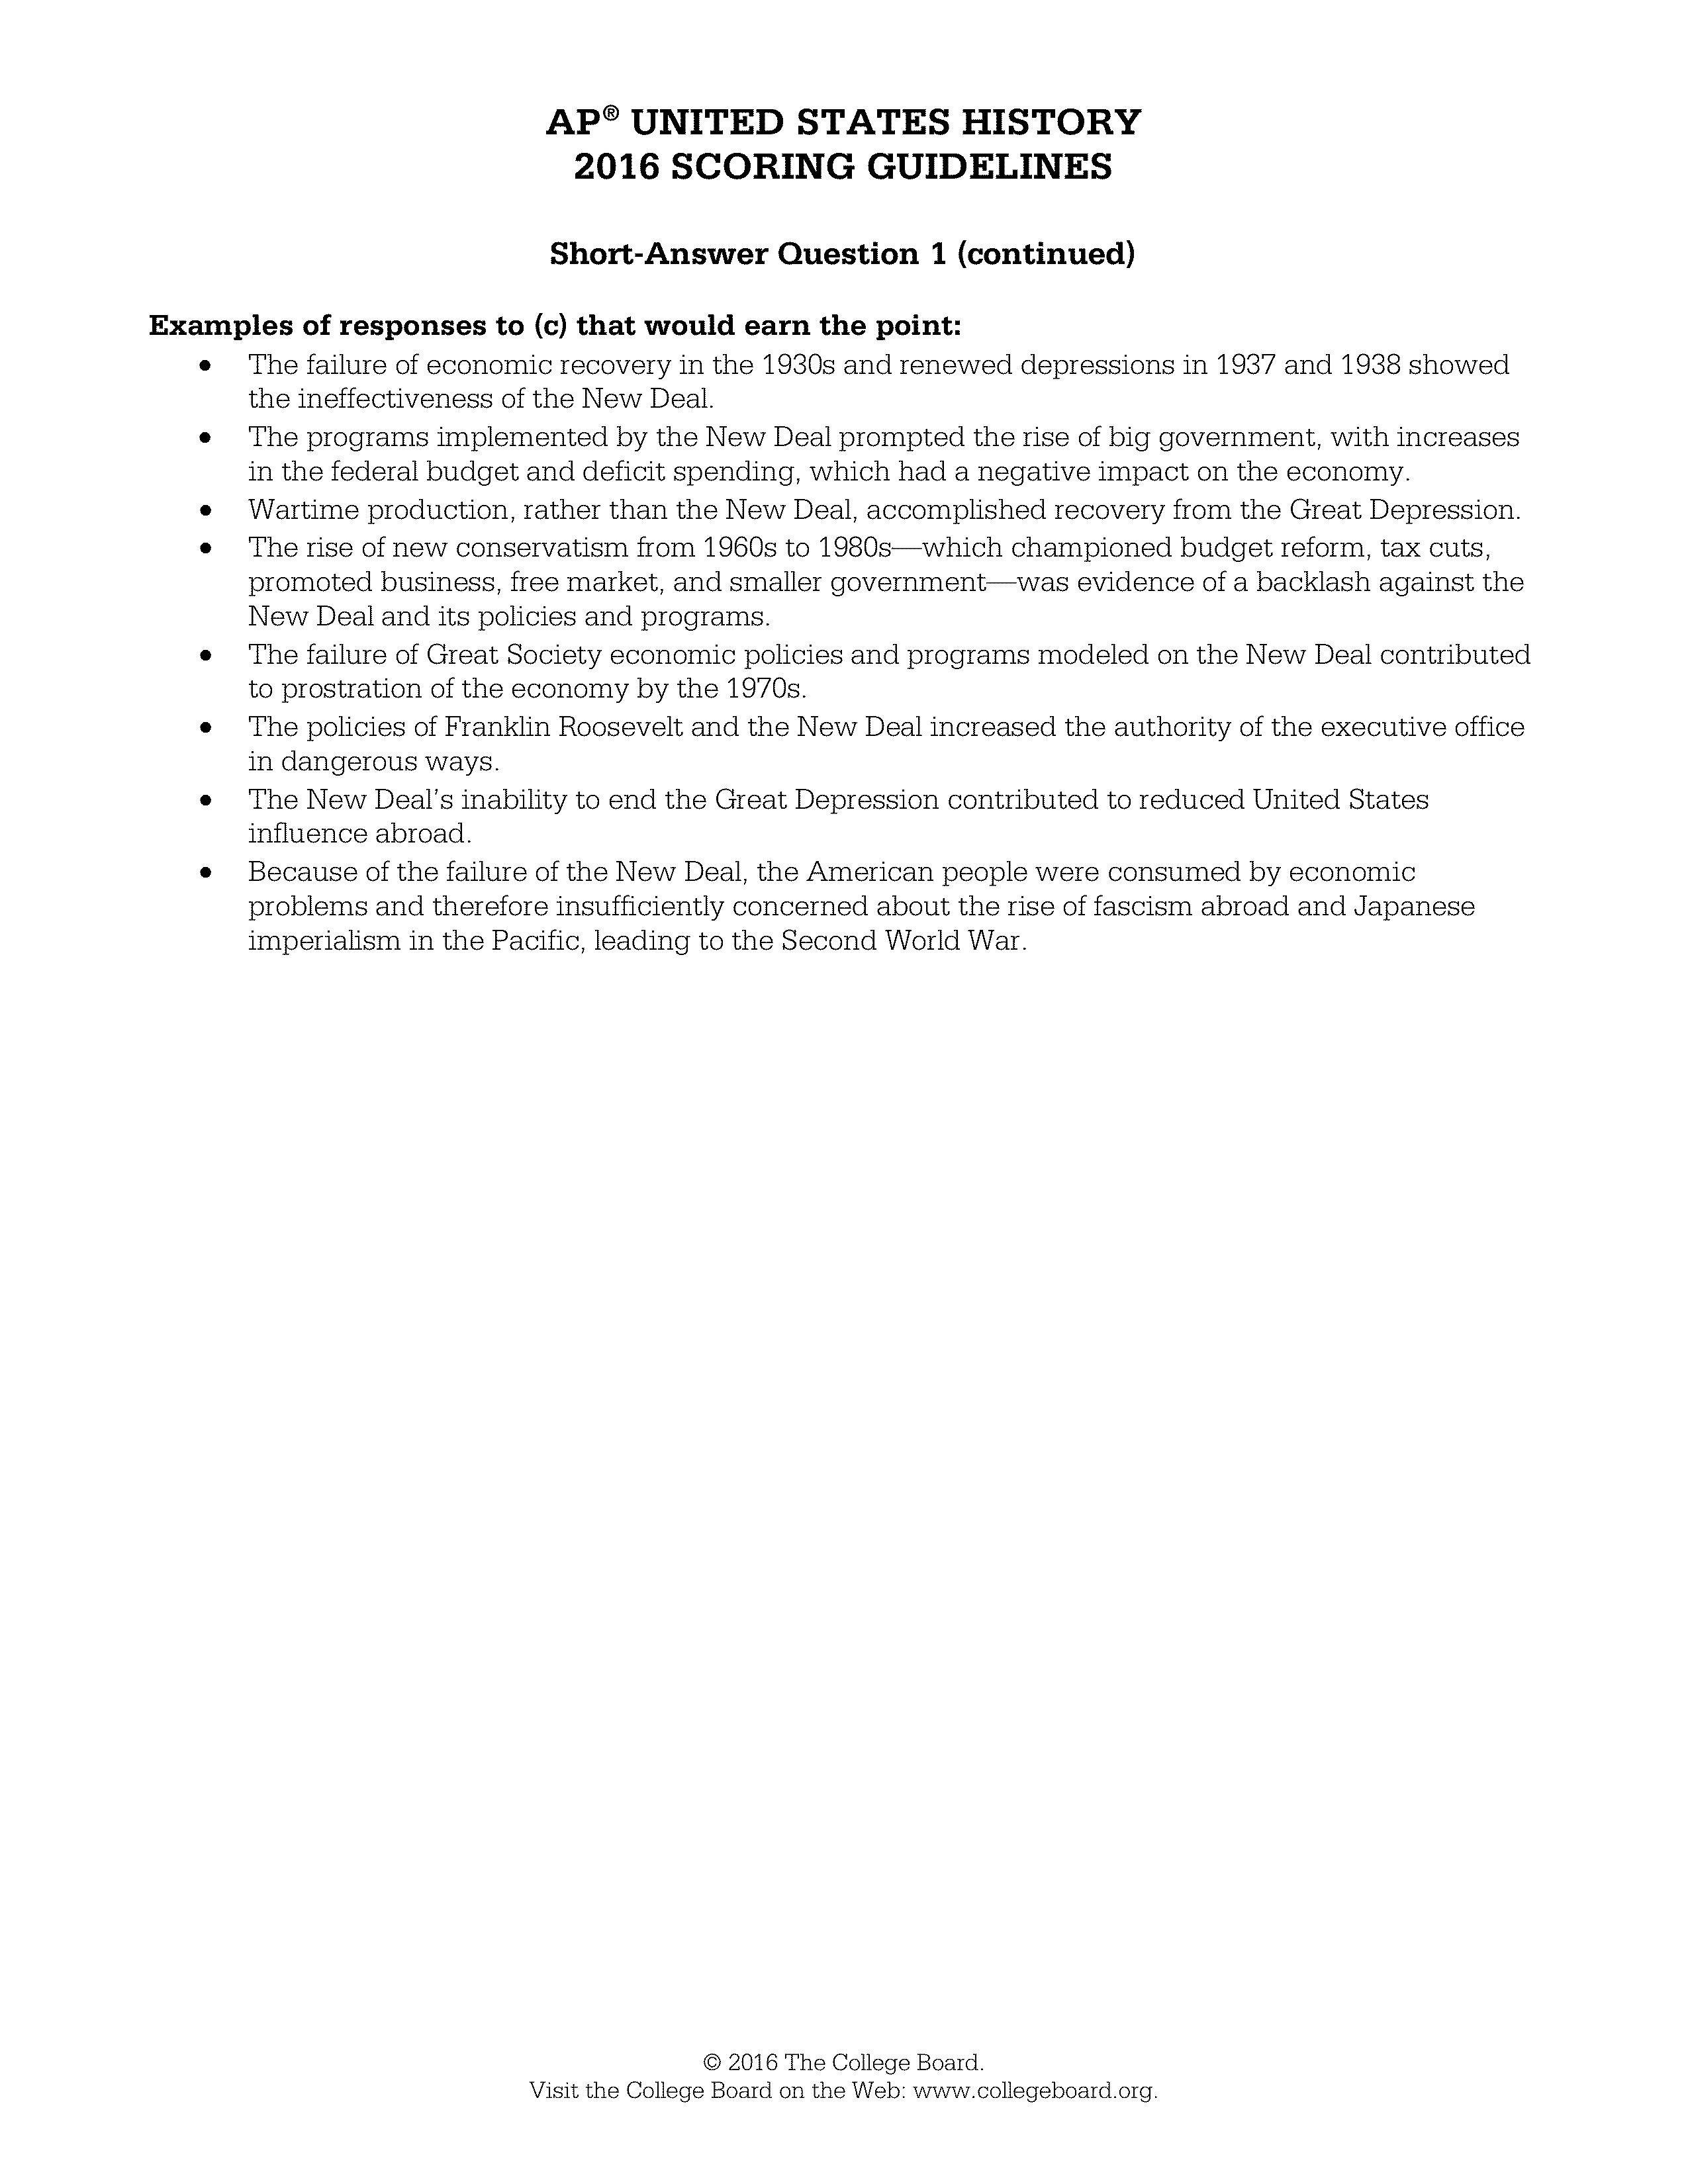 AP® UNITED STATES HISTORY
2016 SCORING GUIDELINES
Short-Answer Question 1 (continued)
Examples of responses to (c) that would earn the point:
• The failure of economic recovery in the 1930s and renewed depressions in 1937 and 1938 showed
the ineffectiveness of the New Deal.
• The programs implemented by the New Deal prompted the rise of big government, with increases
in the federal budget and deficit spending, which had a negative impact on the economy.
• Wartime production, rather than the New Deal, accomplished recovery from the Great Depression.
• The rise of new conservatism from 1960s to 1980s—which championed budget reform, tax cuts,
promoted business, free market, and smaller government—was evidence of a backlash against the
New Deal and its policies and programs.
• The failure of Great Society economic policies and programs modeled on the New Deal contributed
to prostration of the economy by the 1970s.
• The policies of Franklin Roosevelt and the New Deal increased the authority of the executive office
in dangerous ways.
• The New Deal's inability to end the Great Depression contributed to reduced United States
influence abroad.
• Because of the failure of the New Deal, the American people were consumed by economic
problems and therefore insufficiently concerned about the rise of fascism abroad and Japanese
imperialism in the Pacific, leading to the Second World War.
© 2016 The College Board.
Visit the College Board on the Web: www.collegeboard.org.